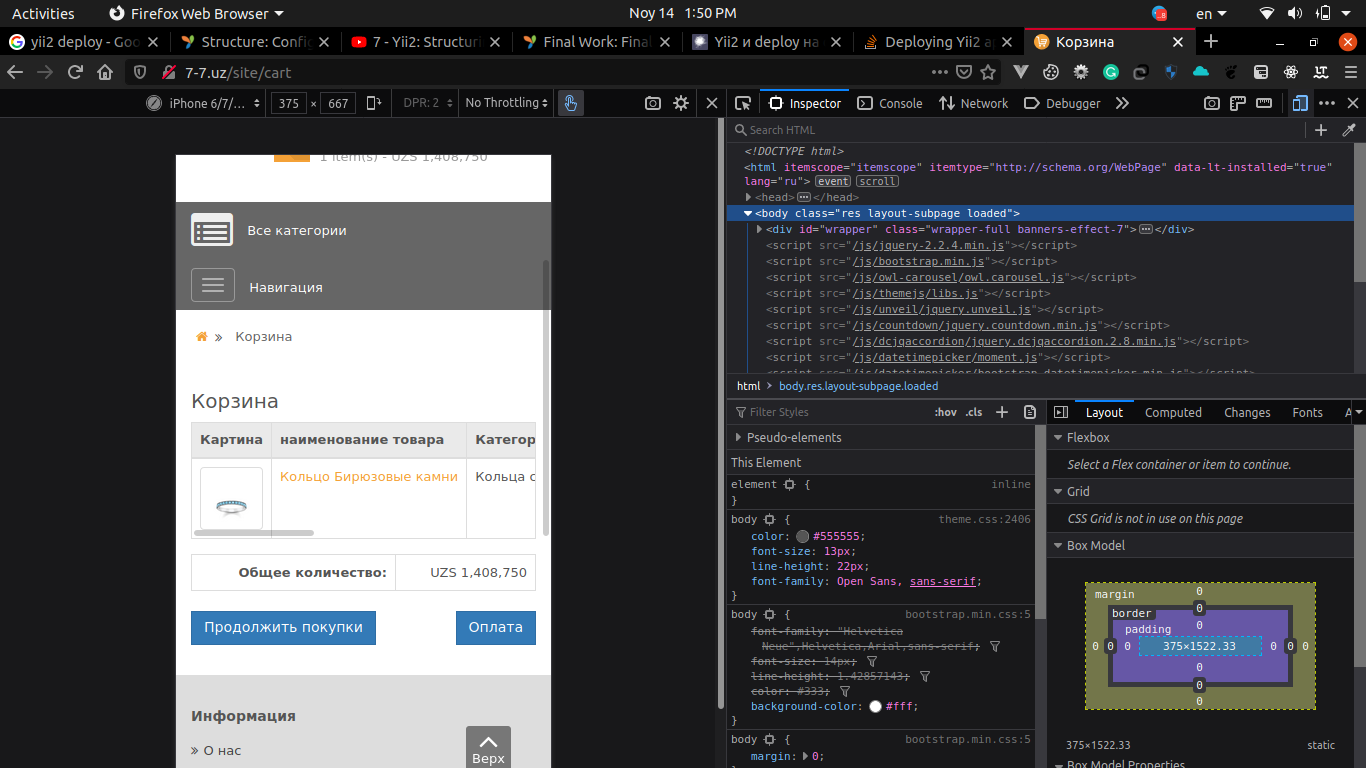 Activities
Firefox Web Browser
Noy 14 1:50 PM
en
yii2 deploy - Goo
Structure: Config
7 - Yii2: Structuri
Final Work: Final
Yii2 и deploy на
Deploying Yii2 a
Корзина
7-7.uz/site/cart
iPhone 6/7/...
375 × 667
DPR: 2
No Throttling
Inspector
Console
Network
Debugger
Search HTML
<!DOCTYPE html>
<html itemscope="itemscope" itemtype="http://schema.org/WebPage" data-lt-installed="true"
lang="ru"> event scroll
<head> </head>
<body class="res layout-subpage loaded">
<div id="wrapper" class="wrapper-full banners-effect-7"> </div>
<script src="/js/jquery-2.2.4.min.js"></script>
<script src="/js/bootstrap.min.js"></script>
<script src="/js/owl-carousel/owl.carousel.js"></script>
<script src="/js/themejs/libs.js"></script>
<script src="/js/unveil/jquery.unveil.js"></script>
<script src="/js/countdown/jquery.countdown.min.js"></script>
<script src="/js/dcjqaccordion/jquery.dcjqaccordion.2.8.min.js"></script>
<script src="/js/datetimepicker/moment.js"></script>
<script src="/js/datetimepicker/bootstrap-datetimepicker.min.js"></script>
html > body.res.layout-subpage.loaded
1 item(s) - UZS 1,408,750
Все категории
Навигация
» Корзина
Корзина
Картина наименование товара Категор
Кольцо Бирюзовые камни Кольца с
Общее количество: UZS 1,408,750
Продолжить покупки
Оплата
Информация
» О нас
Верх
Filter Styles
:hov .cls
Pseudo-elements
This Element
element { inline
}
body { theme.css:2406
color: #555555;
font-size: 13px;
line-height: 22px;
font-family: Open Sans, sans-serif;
}
body { bootstrap.min.css:5
font-family: "Helvetica
Neue",Helvetica,Arial,sans-serif;
font-size: 14px;
line-height: 1.42857143;
color: #333;
background-color: #fff;
}
body { bootstrap.min.css:5
margin: 0;
Layout
Computed
Changes
Fonts
A
Flexbox
Select a Flex container or item to continue.
Grid
CSS Grid is not in use on this page
Box Model
margin 0
border 0
padding 0
0 0 0 375×1522.33 0 0 0
0
0
0
375×1522.33 static
Box Model Properties